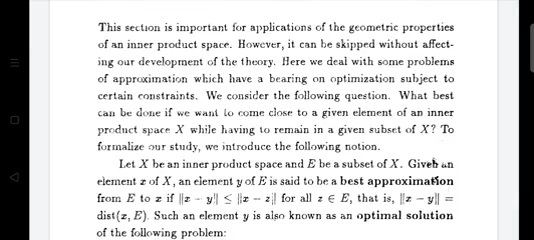 This section is important for applications of the geometric properties
of an inner product space. However, it can be skipped without affect-
ing our development of the theory. Here we deal with some problems
of approximation which have a bearing on optimization subject to
certain constraints. We consider the following question. What best
can be done if we want to come close to a given element of an inner
product space X while having to remain in a given subset of X? To
formalize our study, we introduce the following notion.
Let X be an inner product space and E be a subset of X. Given an
element x of X, an element y of E is said to be a best approximation
from E to x if ||x − y|| ≤ ||x − z|| for all z ∈ E, that is, ||x − y|| =
dist(x, E). Such an element y is also known as an optimal solution
of the following problem: